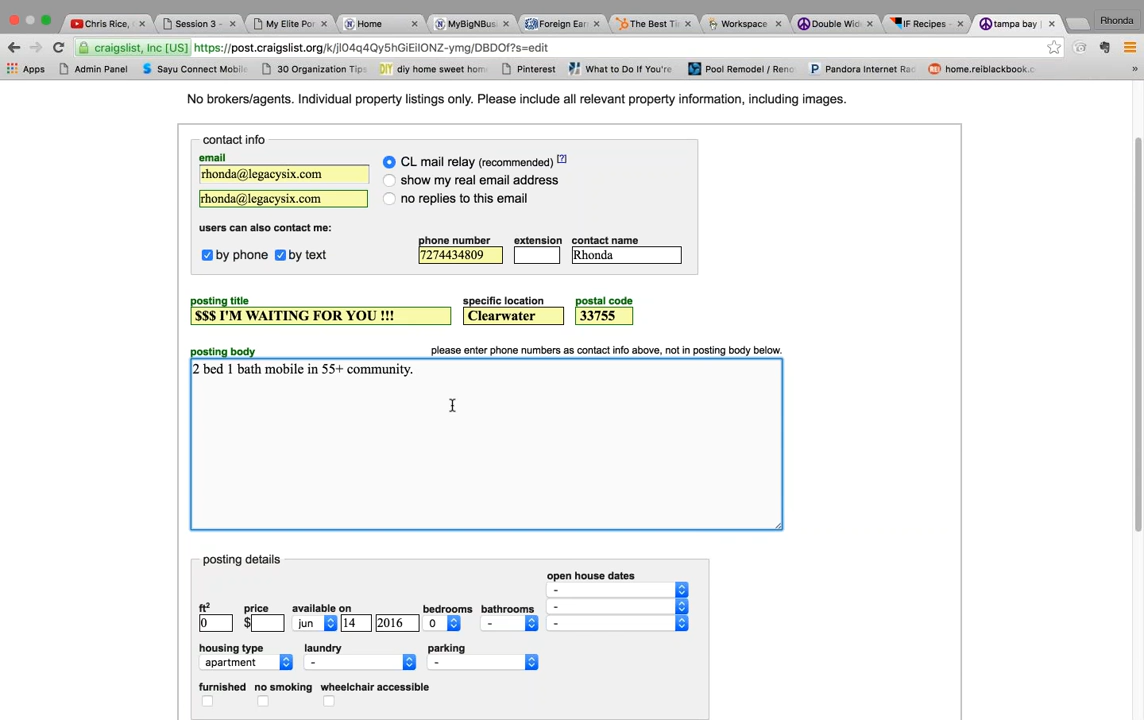 Chris Rice,
Session 3 -
My Elite Por
Home
MyBigNBus
Foreign Earn
The Best Ti
Workspace
Double Wid
IF Recipes -
tampa bay |
Rhonda
craigslist, Inc [US] https://post.craigslist.org/k/jl04q4Qy5hGiEilONZ-ymg/DBDOf?s=edit
Apps
Admin Panel
Sayu Connect Mobile
30 Organization Tips
DIY diy home sweet hom
Pinterest
What to Do If You're
Pool Remodel / Reno
Pandora Internet Rad
home.reiblackbook.c
»
No brokers/agents. Individual property listings only. Please include all relevant property information, including images.
contact info
email
rhonda@legacysix.com
rhonda@legacysix.com
CL mail relay (recommended) [?]
show my real email address
no replies to this email
users can also contact me:
by phone by text
phone number extension contact name
7274434809 Rhonda
posting title specific location postal code
$$$ I'M WAITING FOR YOU !!! Clearwater 33755
posting body please enter phone numbers as contact info above, not in posting body below.
2 bed 1 bath mobile in 55+ community.
posting details
open house dates
-
-
-
ft² price available on bedrooms bathrooms
0 $ jun 14 2016 0 -
housing type laundry parking
apartment - -
furnished no smoking wheelchair accessible